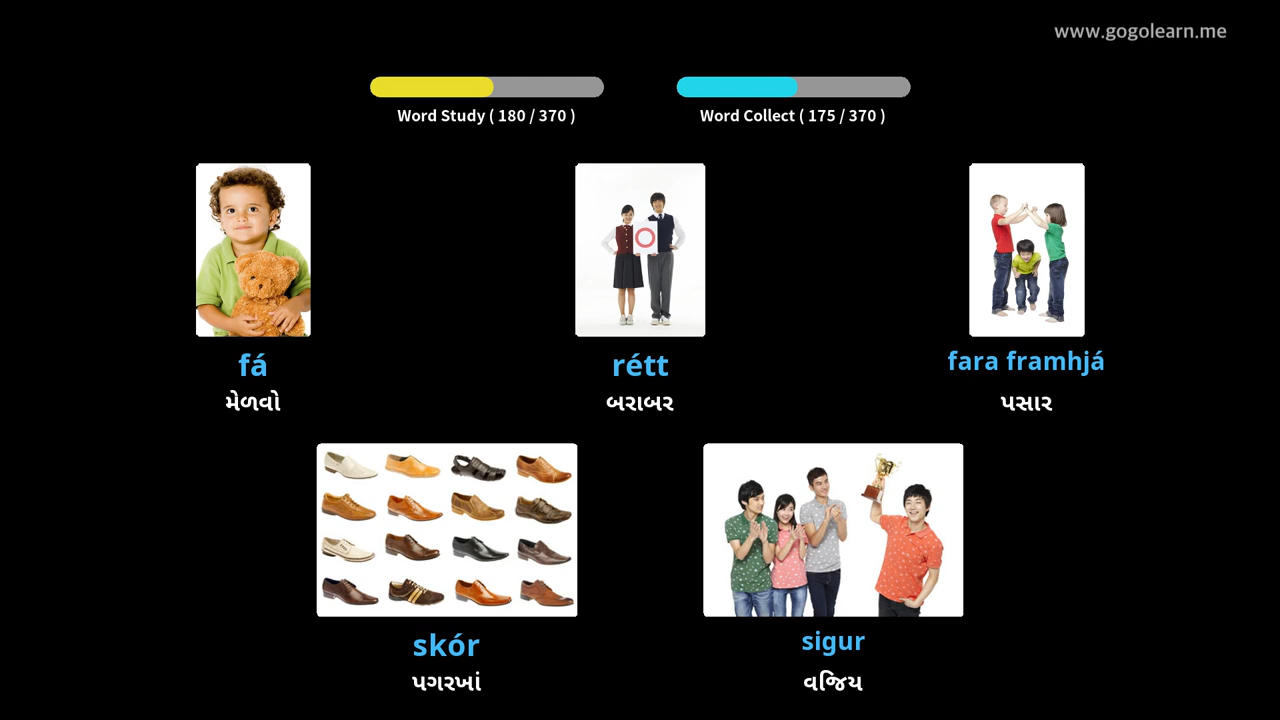 www.gogolearn.me
Word Study ( 180 / 370 )
Word Collect ( 175 / 370 )
fá
મેળવો
rétt
બરાબર
fara framhjá
પસાર
skór
પગરખાં
sigur
વજિય